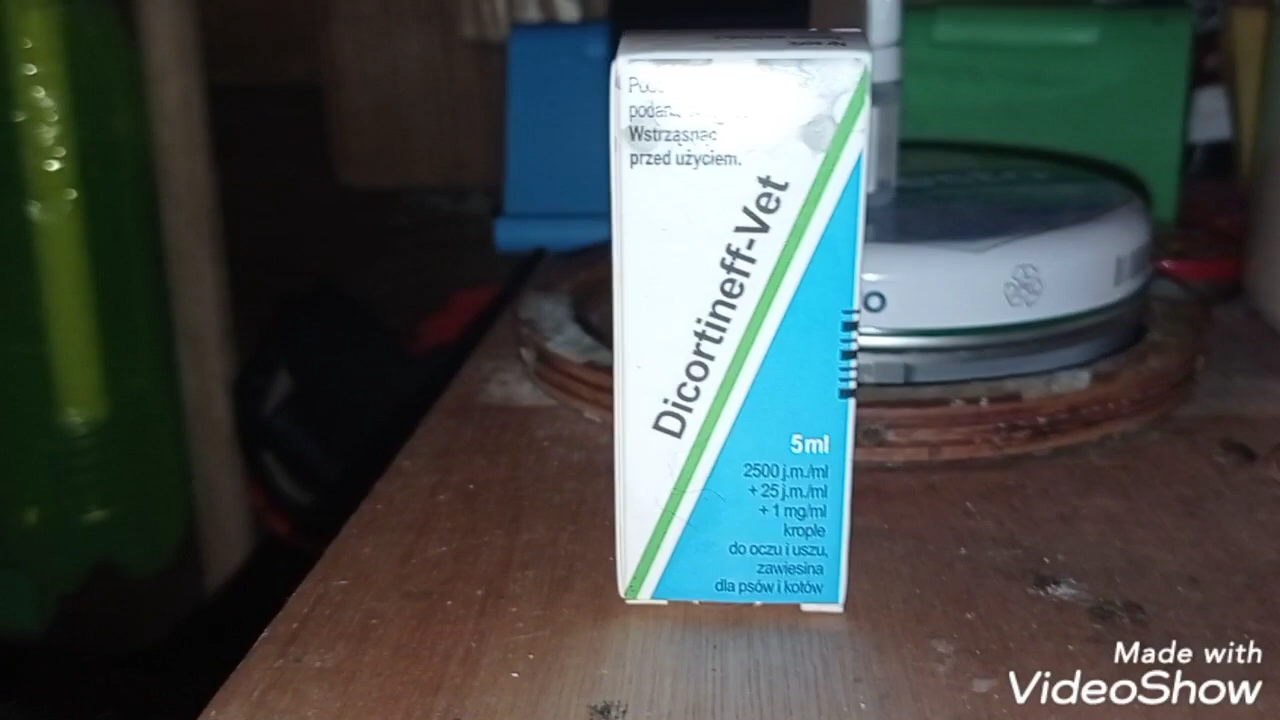 Wstrząsnąć
przed użyciem.
Dicortineff-Vet
5ml
2500 j.m./ml
+ 25 j.m./ml
+ 1 mg/ml
krople
do oczu i uszu,
zawiesina
dla psów i kotów
Made with
VideoShow